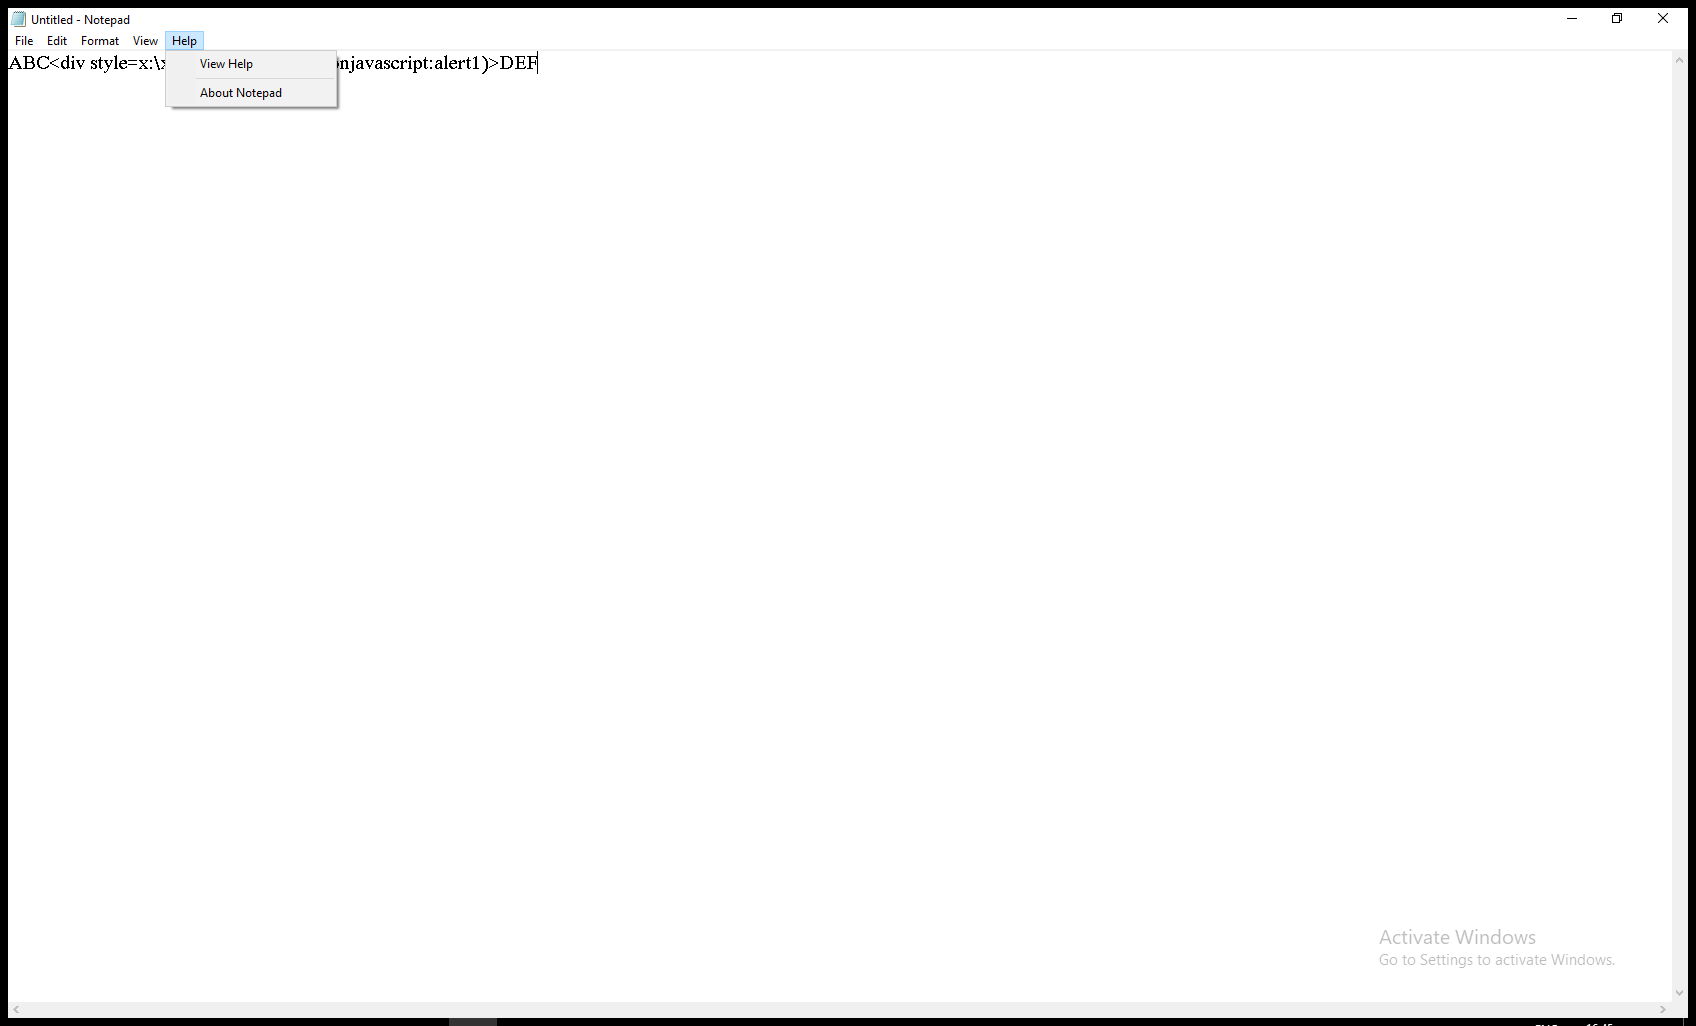 Untitled - Notepad
File Edit Format View Help
ABC<div style=x:\
njavascript:alert1)>DEF
View Help
About Notepad
Activate Windows
Go to Settings to activate Windows.